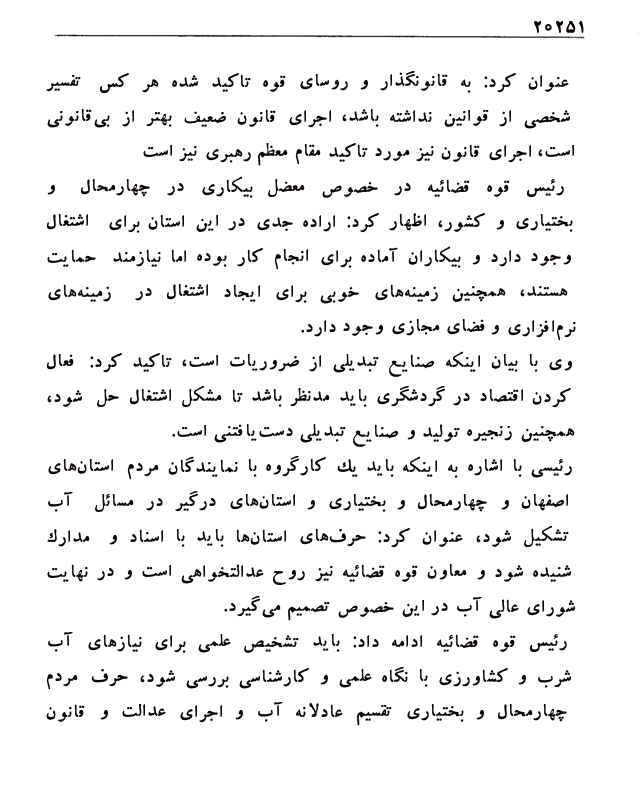 ۲۰۲۵۱
عنوان کرد: به قانونگذار و روسای قوه تاکید شده هر کس تفسیر
شخصی از قوانین نداشته باشد، اجرای قانون ضعیف بهتر از بی‌قانونی
است، اجرای قانون نیز مورد تاکید مقام معظم رهبری نیز است
رئیس قوه قضائیه در خصوص معضل بیکاری در چهارمحال و
بختیاری و کشور، اظهار کرد: اراده جدی در این استان برای اشتغال
وجود دارد و بیکاران آماده برای انجام کار بوده اما نیازمند حمایت
هستند، همچنین زمینه‌های خوبی برای ایجاد اشتغال در زمینه‌های
نرم‌افزاری و فضای مجازی وجود دارد.
وی با بیان اینکه صنایع تبدیلی از ضروریات است، تاکید کرد: فعال
کردن اقتصاد در گردشگری باید مدنظر باشد تا مشکل اشتغال حل شود،
همچنین زنجیره تولید و صنایع تبدیلی دست‌یافتنی است.
رئیسی با اشاره به اینکه باید یك کارگروه با نمایندگان مردم استان‌های
اصفهان و چهارمحال و بختیاری و استان‌های درگیر در مسائل آب
تشکیل شود، عنوان کرد: حرف‌های استان‌ها باید با اسناد و مدارك
شنیده شود و معاون قوه قضائیه نیز روح عدالتخواهی است و در نهایت
شورای عالی آب در این خصوص تصمیم می‌گیرد.
رئیس قوه قضائیه ادامه داد: باید تشخیص علمی برای نیازهای آب
شرب و کشاورزی با نگاه علمی و کارشناسی بررسی شود، حرف مردم
چهارمحال و بختیاری تقسیم عادلانه آب و اجرای عدالت و قانون